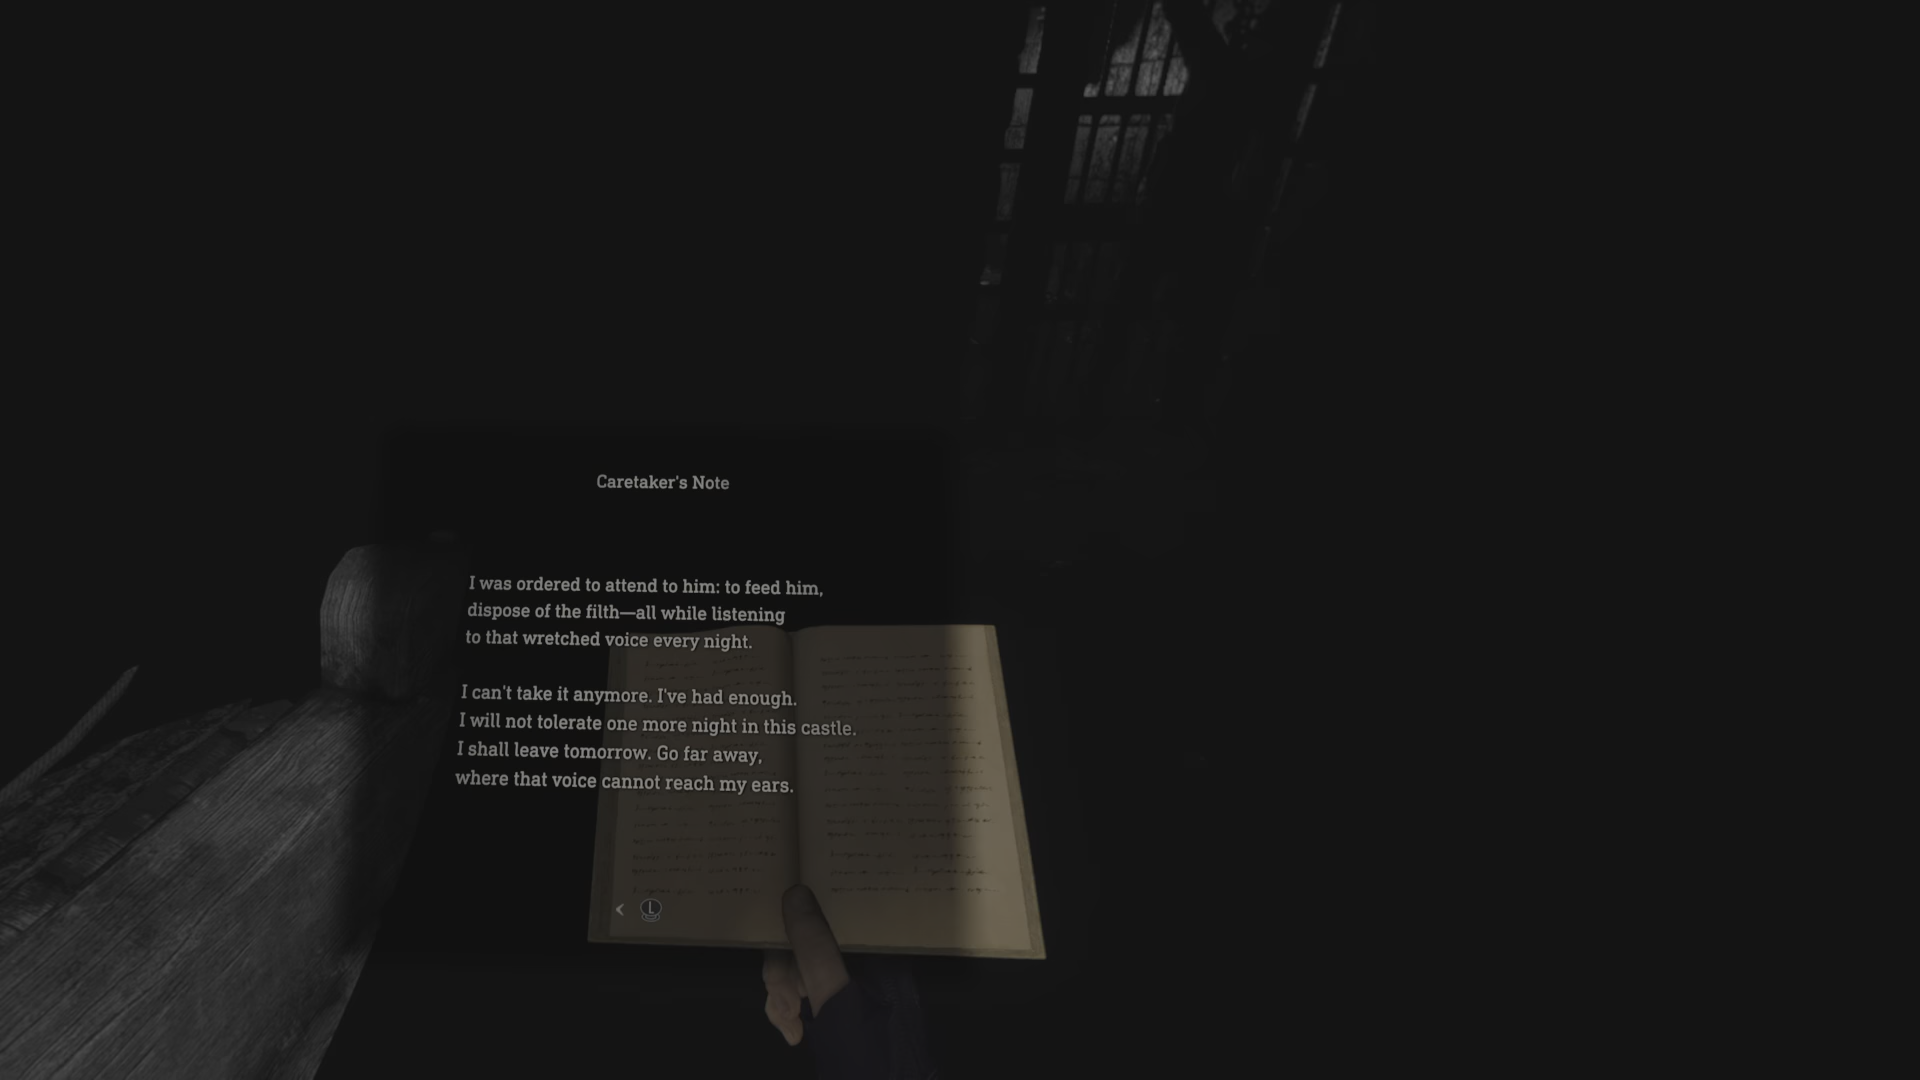 Caretaker's Note
I was ordered to attend to him: to feed him,
dispose of the filth—all while listening
to that wretched voice every night.
I can't take it anymore. I've had enough.
I will not tolerate one more night in this castle.
I shall leave tomorrow. Go far away,
where that voice cannot reach my ears.
< L